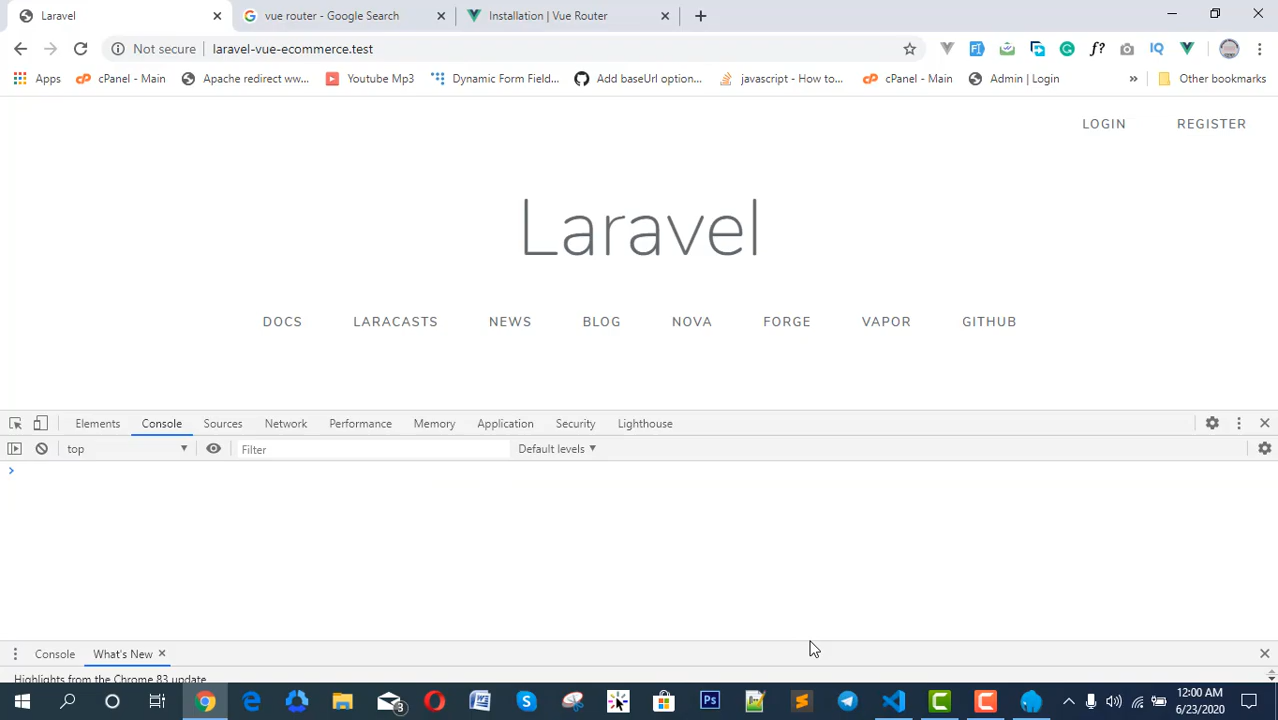 Laravel
vue router - Google Search
Installation | Vue Router
Not secure
laravel-vue-ecommerce.test
Apps
cPanel - Main
Apache redirect ww...
Youtube Mp3
Dynamic Form Field...
Add baseUrl option...
javascript - How to...
cPanel - Main
Admin | Login
»
Other bookmarks
LOGIN
REGISTER
Laravel
DOCS
LARACASTS
NEWS
BLOG
NOVA
FORGE
VAPOR
GITHUB
Elements
Console
Sources
Network
Performance
Memory
Application
Security
Lighthouse
top
Filter
Default levels
Console
What's New
Highlights from the Chrome 83 update
12:00 AM
6/23/2020